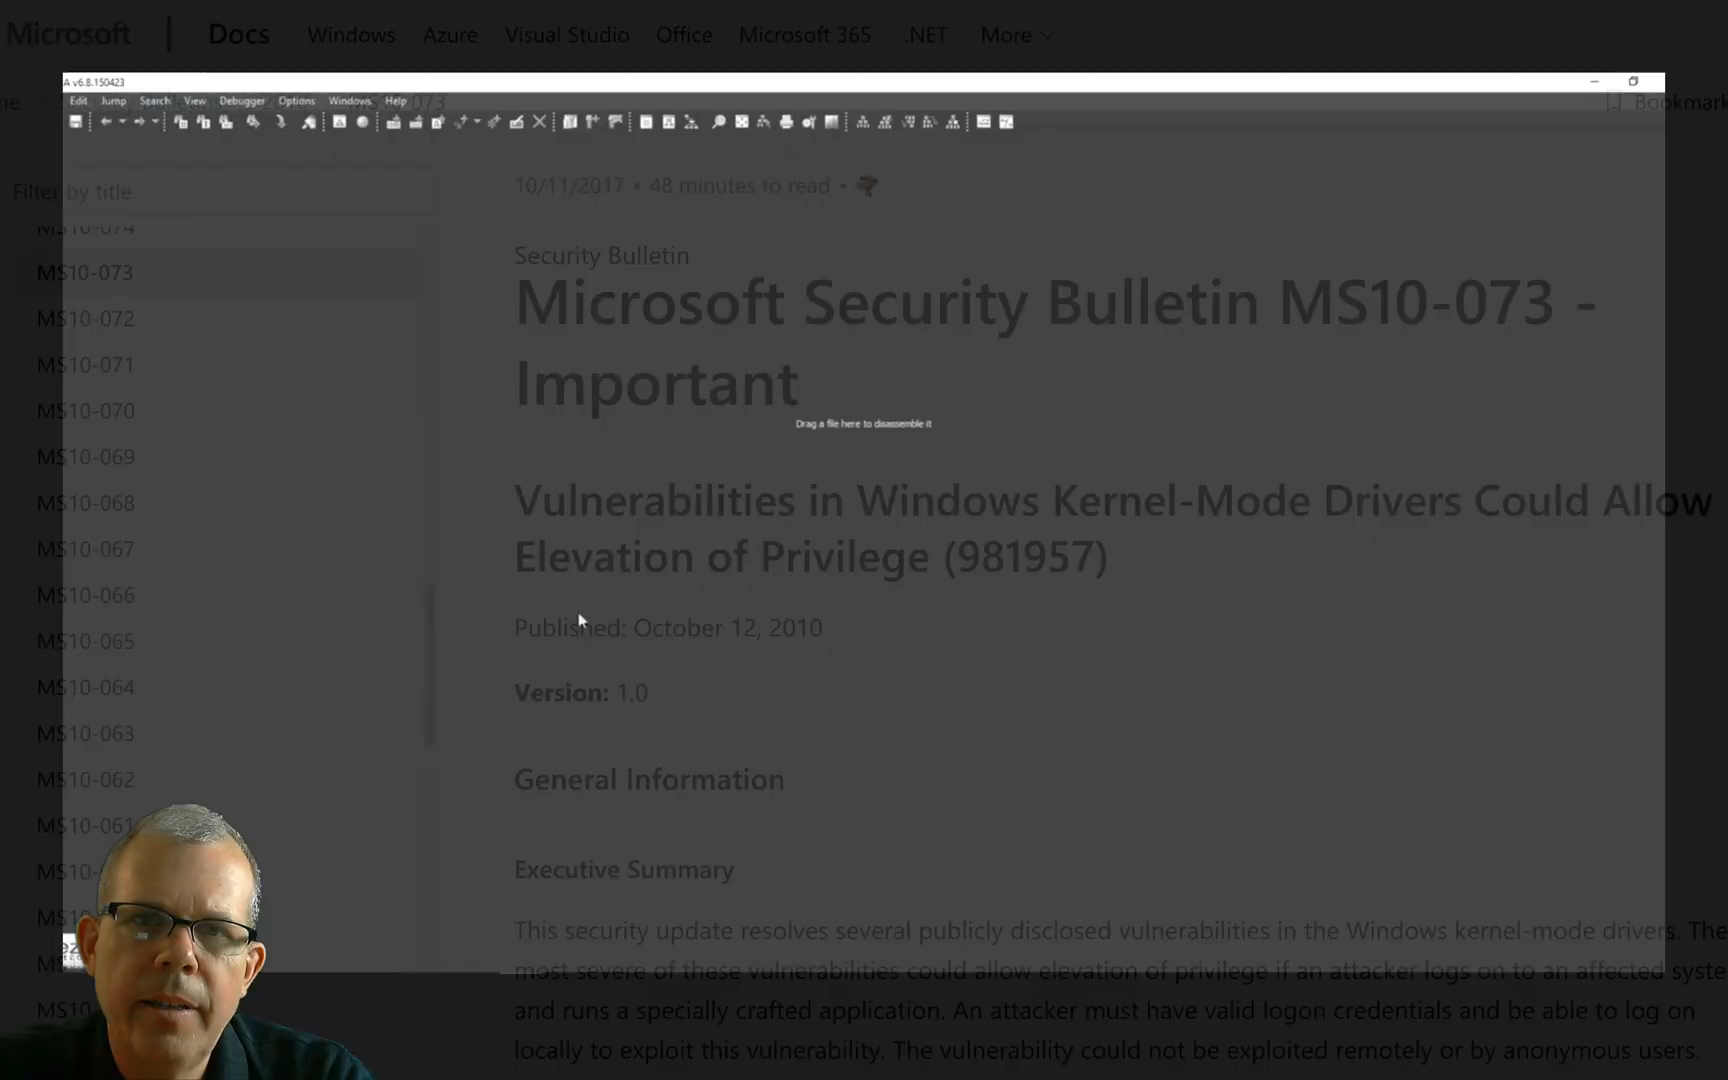 Microsoft | Docs Windows Azure Visual Studio Office Microsoft 365 .NET More
A v6.8.150423
Edit Jump Search View Debugger Options Windows Help
073
Bookmark
Filter by title
10/11/2017 • 48 minutes to read •
MS10-074
MS10-073
MS10-072
MS10-071
MS10-070
MS10-069
MS10-068
MS10-067
MS10-066
MS10-065
MS10-064
MS10-063
MS10-062
MS10-061
MS10-
MS10
MS10
Security Bulletin
Microsoft Security Bulletin MS10-073 -
Important
Drag a file here to disassemble it
Vulnerabilities in Windows Kernel-Mode Drivers Could Allow
Elevation of Privilege (981957)
Published: October 12, 2010
Version: 1.0
General Information
Executive Summary
This security update resolves several publicly disclosed vulnerabilities in the Windows kernel-mode drivers. The
most severe of these vulnerabilities could allow elevation of privilege if an attacker logs on to an affected syste
and runs a specially crafted application. An attacker must have valid logon credentials and be able to log on
locally to exploit this vulnerability. The vulnerability could not be exploited remotely or by anonymous users.